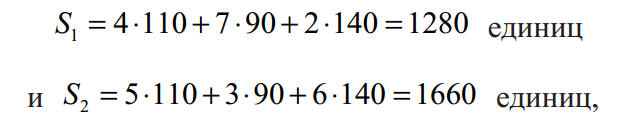 S₁ = 4·110+7·90+2·140 = 1280 единиц
и S₂ = 5·110+3·90+6·140 = 1660 единиц,